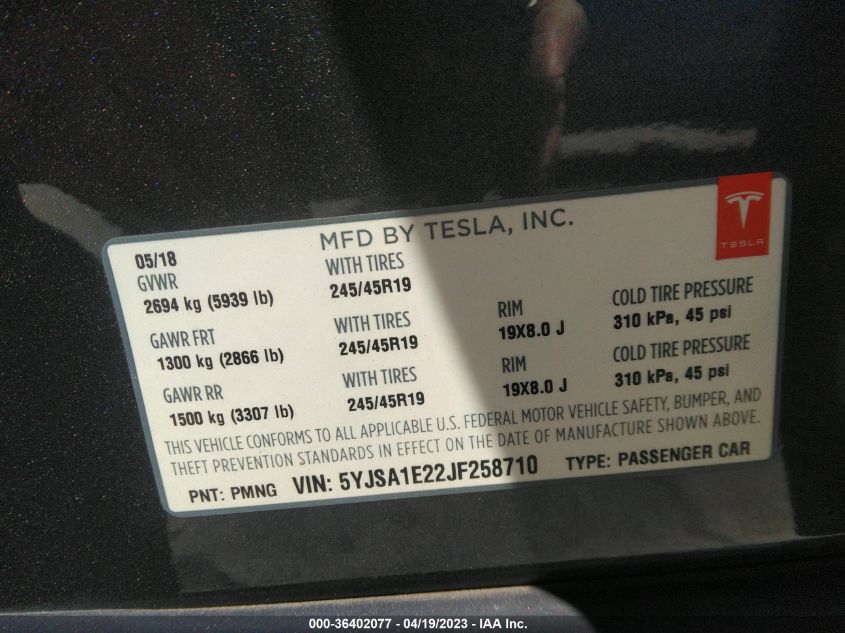 MFD BY TESLA, INC.
TESLA
05/18
GVWR
2694 kg (5939 lb)
WITH TIRES
245/45R19
GAWR FRT
1300 kg (2866 lb)
WITH TIRES
245/45R19
RIM
19X8.0 J
COLD TIRE PRESSURE
310 kPa, 45 psi
GAWR RR
1500 kg (3307 lb)
WITH TIRES
245/45R19
RIM
19X8.0 J
COLD TIRE PRESSURE
310 kPa, 45 psi
THIS VEHICLE CONFORMS TO ALL APPLICABLE U.S. FEDERAL MOTOR VEHICLE SAFETY, BUMPER, AND
THEFT PREVENTION STANDARDS IN EFFECT ON THE DATE OF MANUFACTURE SHOWN ABOVE.
PNT: PMNG VIN: 5YJSA1E22JF258710 TYPE: PASSENGER CAR
000-36402077 - 04/19/2023 - IAA Inc.